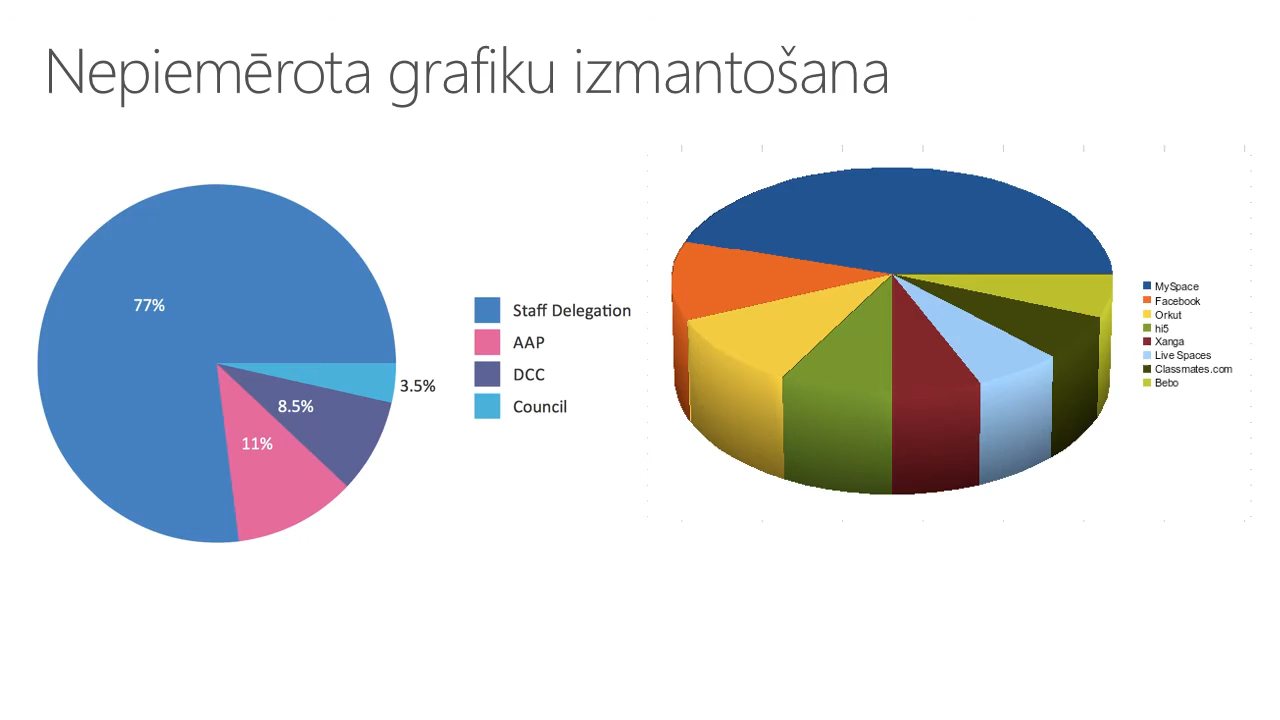 Nepiemērota grafiku izmantošana
77%
8.5%
11%
3.5%
Staff Delegation
AAP
DCC
Council
MySpace
Facebook
Orkut
hi5
Xanga
Live Spaces
Classmates.com
Bebo